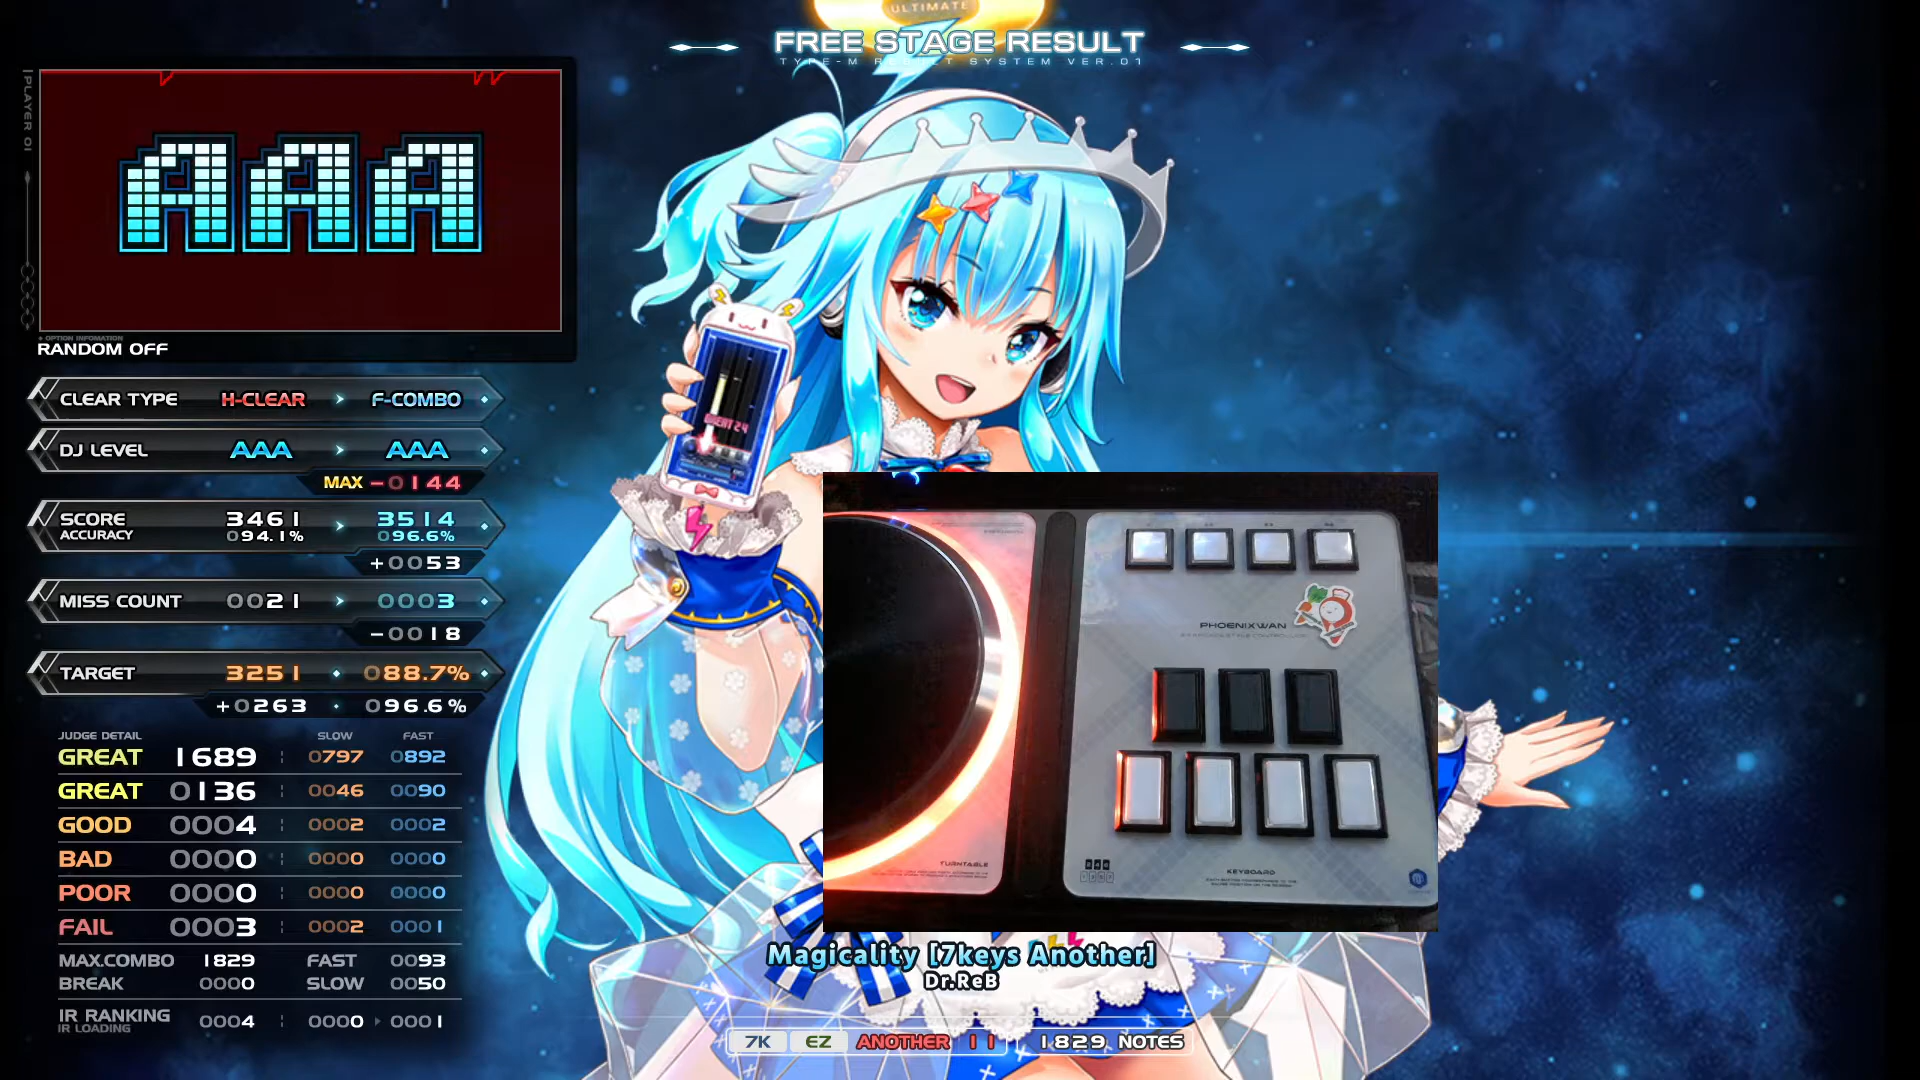 ULTIMATE
FREE STAGE RESULT
TYPE-M RESULT SYSTEM VER.01
PLAYER 01
AAA
OPTION INFOMATION
RANDOM OFF
CLEAR TYPE H-CLEAR F-COMBO
DJ LEVEL AAA AAA
MAX -0144
SCORE 3461 3514
ACCURACY 094.1% 096.6%
+0053
MISS COUNT 0021 0003
-0018
TARGET 3251 088.7%
+0263 096.6%
JUDGE DETAIL SLOW FAST
GREAT 1689 0797 0892
GREAT 0136 0046 0090
GOOD 0004 0002 0002
BAD 0000 0000 0000
POOR 0000 0000 0000
FAIL 0003 0002 0001
MAX.COMBO 1829 FAST 0093
BREAK 0000 SLOW 0050
IR RANKING 0004 0000 0001
IR LOADING
GREAT 24
PHOENIXWAN
TURNTABLE
KEYBOARD
Magicality [7keys Another]
Dr.ReB
7K EZ ANOTHER 11 1829 NOTES